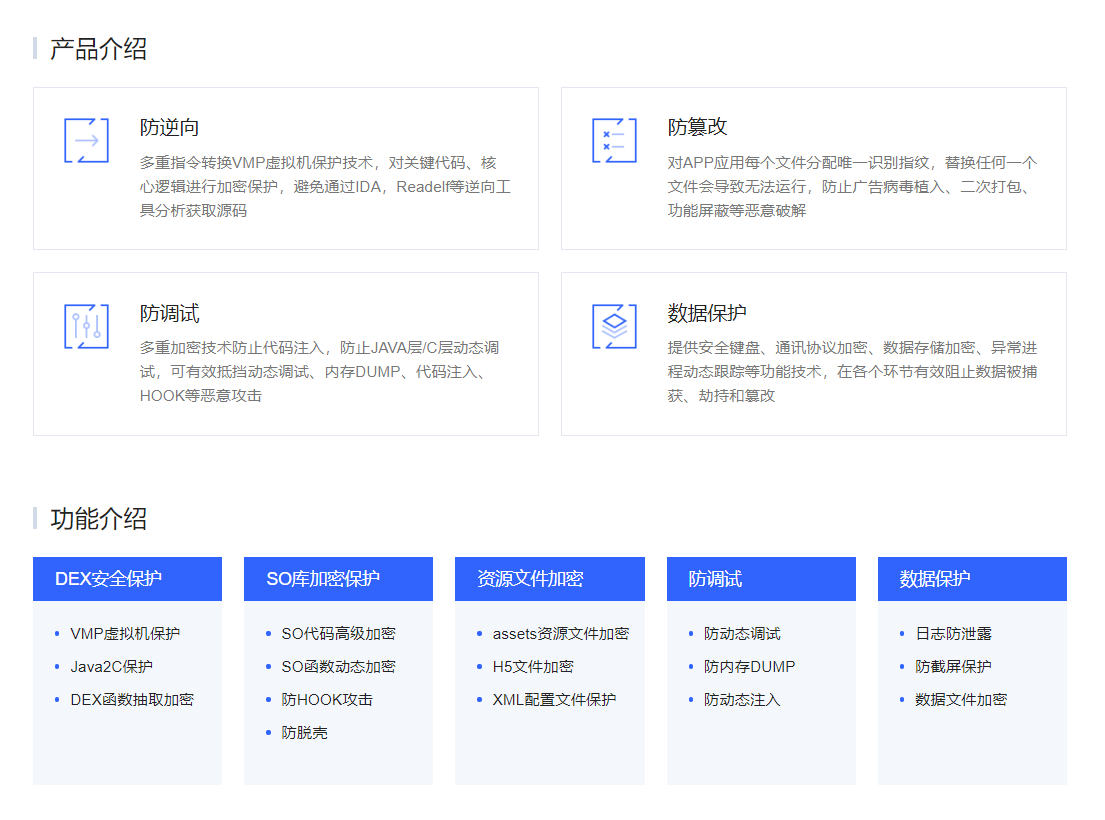 产品介绍
防逆向
多重指令转换VMP虚拟机保护技术，对关键代码、核
心逻辑进行加密保护，避免通过IDA，Readelf等逆向工
具分析获取源码
防篡改
对APP应用每个文件分配唯一识别指纹，替换任何一个
文件会导致无法运行，防止广告病毒植入、二次打包、
功能屏蔽等恶意破解
防调试
多重加密技术防止代码注入，防止JAVA层/C层动态调
试，可有效抵挡动态调试、内存DUMP、代码注入、
HOOK等恶意攻击
数据保护
提供安全键盘、通讯协议加密、数据存储加密、异常进
程动态跟踪等功能技术，在各个环节有效阻止数据被捕
获、劫持和篡改
功能介绍
DEX安全保护
VMP虚拟机保护
Java2C保护
DEX函数抽取加密
SO库加密保护
SO代码高级加密
SO函数动态加密
防HOOK攻击
防脱壳
资源文件加密
assets资源文件加密
H5文件加密
XML配置文件保护
防调试
防动态调试
防内存DUMP
防动态注入
数据保护
日志防泄露
防截屏保护
数据文件加密